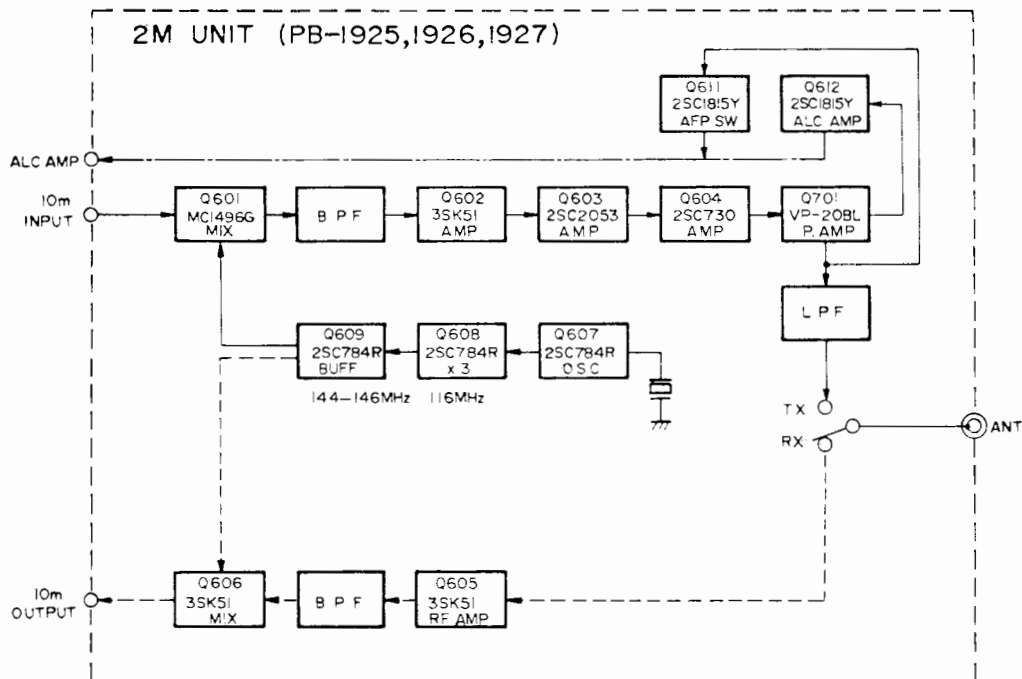 2M UNIT (PB-1925,1926,1927)
Q611
2SC1815Y
AFP SW
Q612
2SC1815Y
ALC AMP
ALC AMP
10m
INPUT
Q601
MC1496G
MIX
B P F
Q602
3SK51
AMP
Q603
2SC2053
AMP
Q604
2SC730
AMP
Q701
VP-20BL
P. AMP
L P F
Q609
2SC784R
BUFF
Q608
2SC784R
x 3
Q607
2SC784R
OSC
144-146MHz
116MHz
TX
RX
ANT
10m
OUTPUT
Q606
3SK51
MIX
B P F
Q605
3SK51
RF AMP